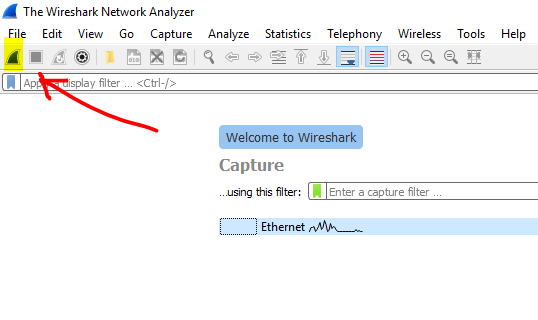 The Wireshark Network Analyzer
File Edit View Go Capture Analyze Statistics Telephony Wireless Tools Help
display filter ... <Ctrl-/>
Welcome to Wireshark
Capture
...using this filter: Enter a capture filter ...
Ethernet